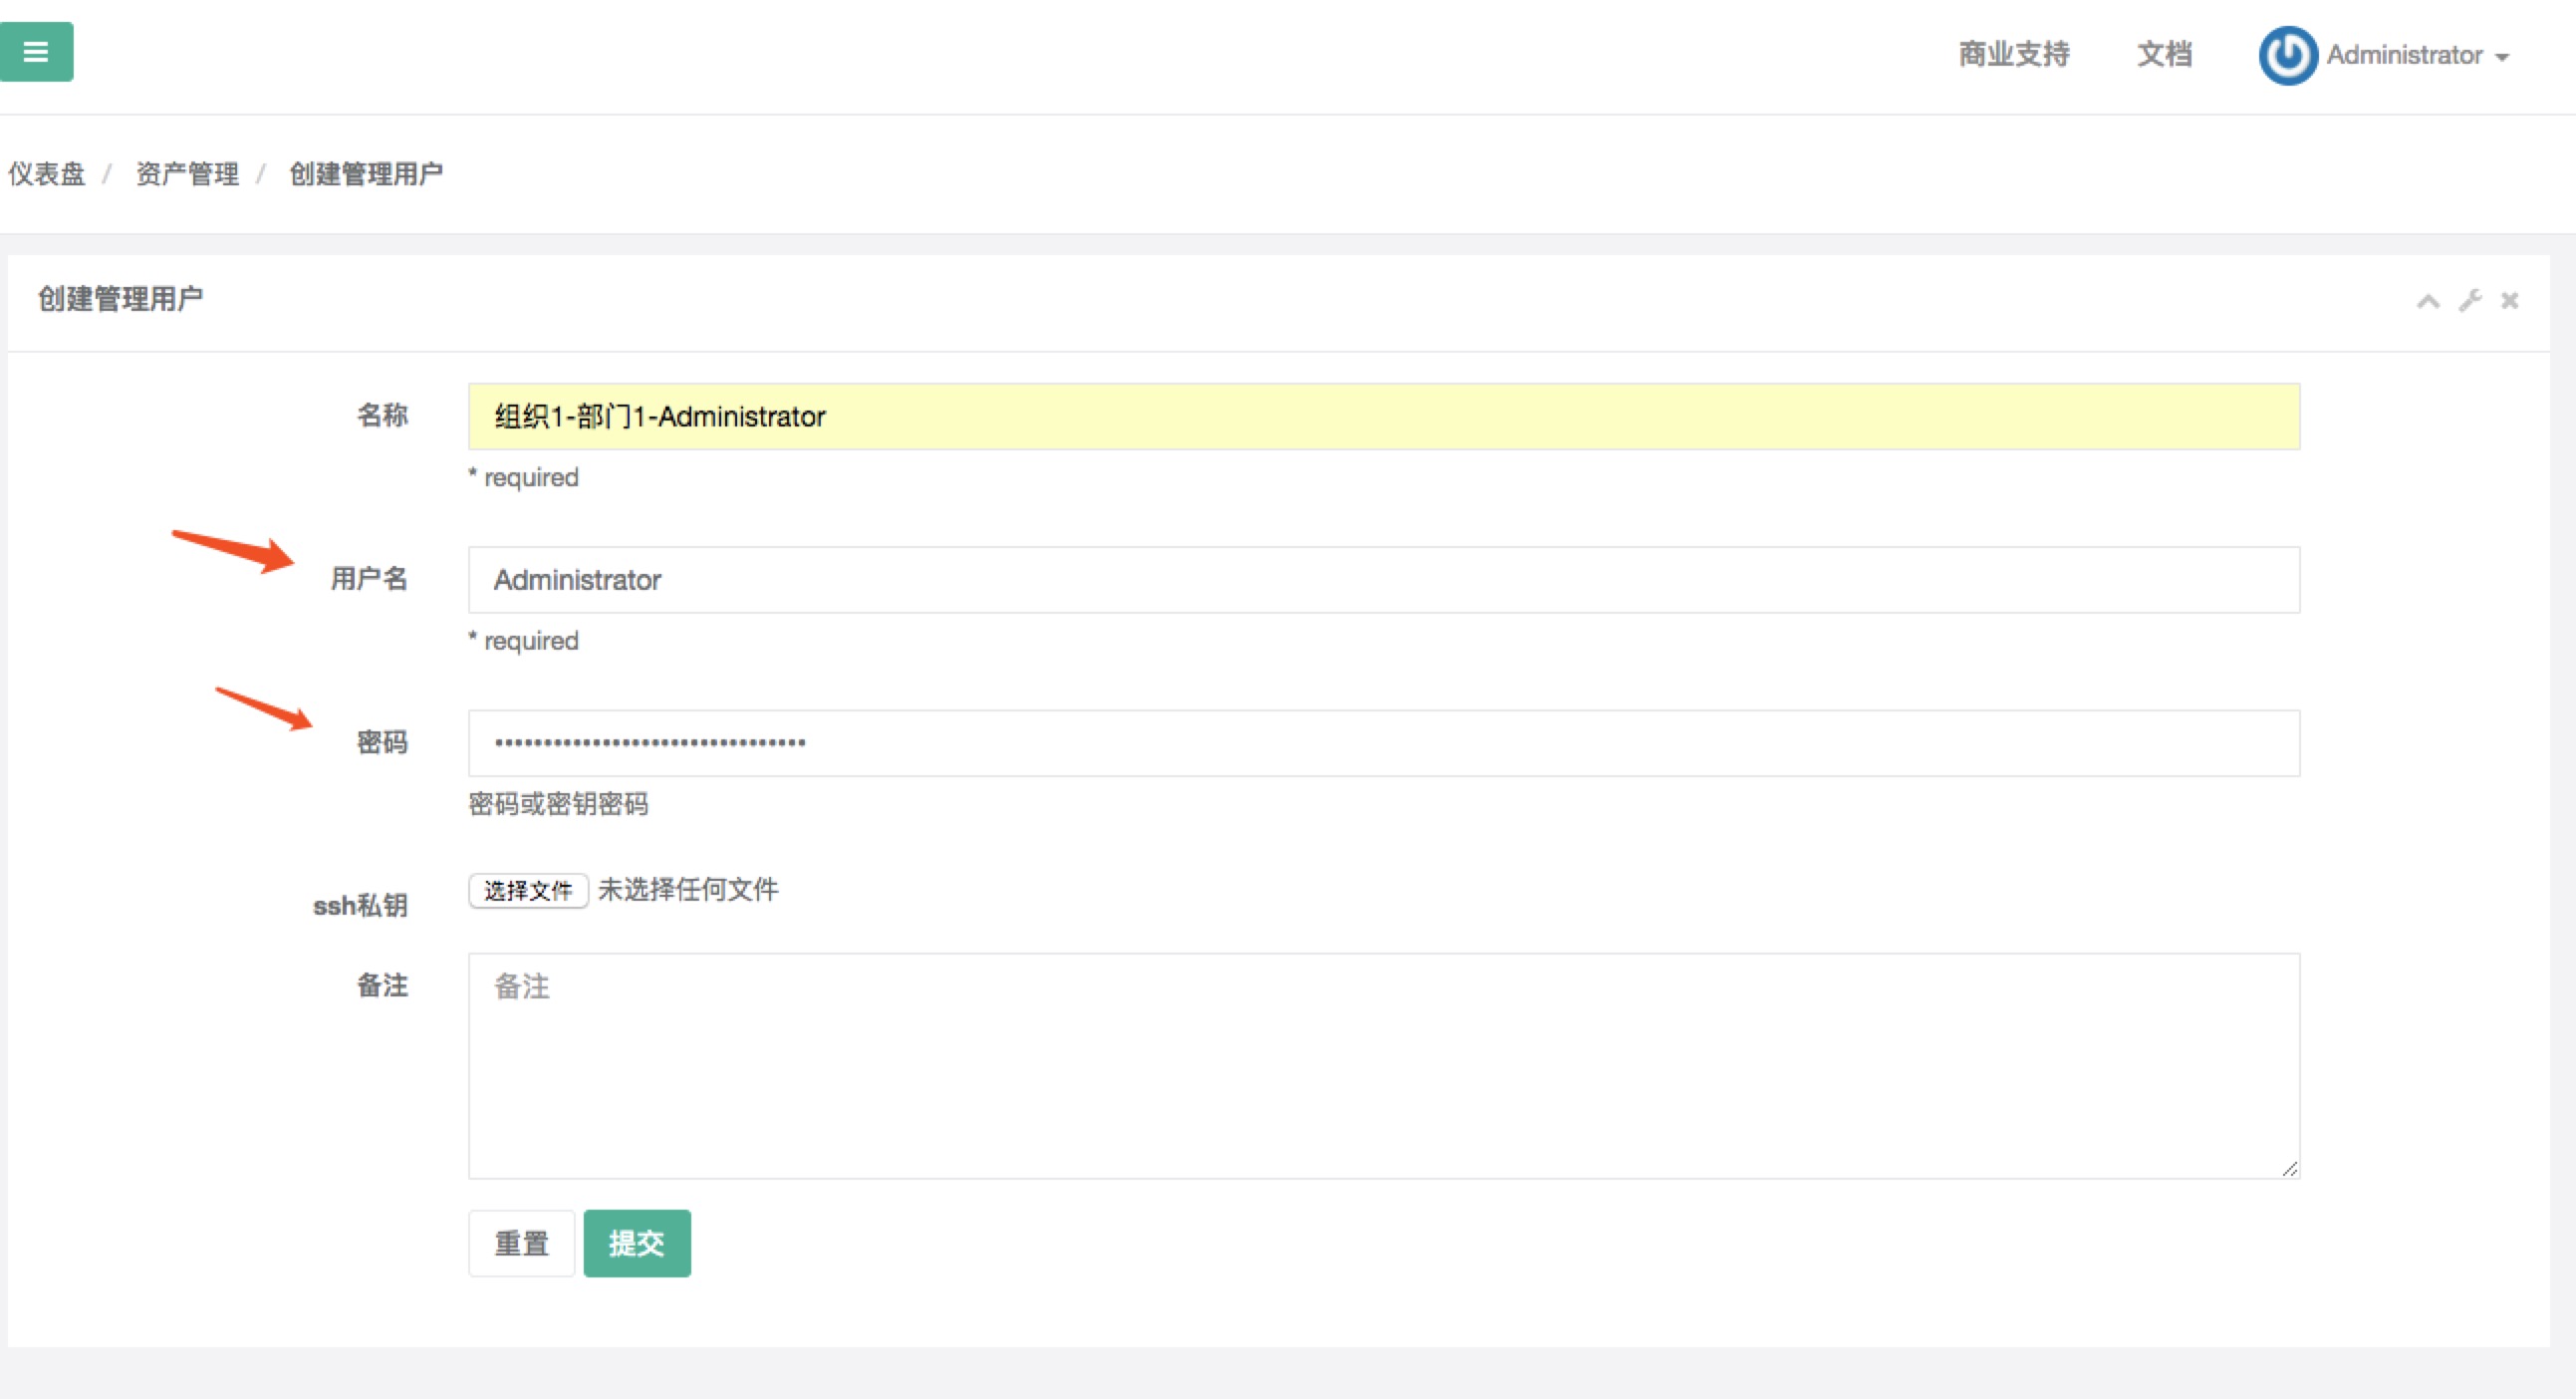 商业支持 文档 Administrator
仪表盘 / 资产管理 / 创建管理用户
创建管理用户
名称 组织1-部门1-Administrator
* required
用户名 Administrator
* required
密码 ••••••••••••••••••••••••••••••••
密码或密钥密码
ssh私钥 选择文件 未选择任何文件
备注 备注
重置 提交